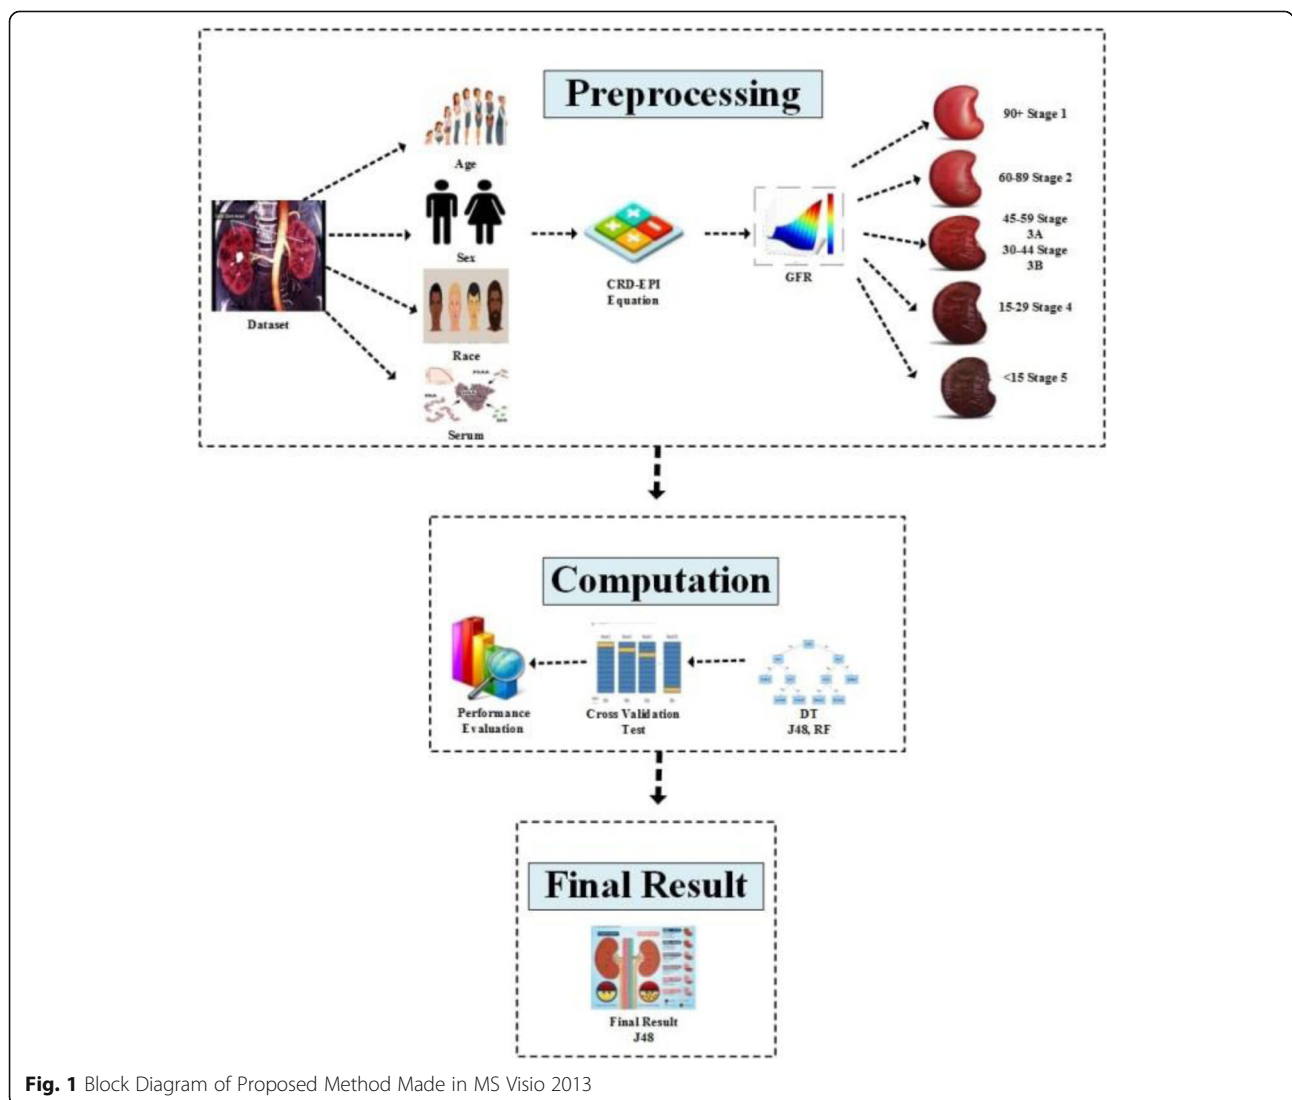 Preprocessing
Age
Sex
Race
Serum
Dataset
CRD-EPI
Equation
GFR
90+ Stage 1
60-89 Stage 2
45-59 Stage
3A
30-44 Stage
3B
15-29 Stage 4
<15 Stage 5
Computation
Performance
Evaluation
Cross Validation
Test
DT
J48, RF
Final Result
Final Result
J48
Fig. 1 Block Diagram of Proposed Method Made in MS Visio 2013